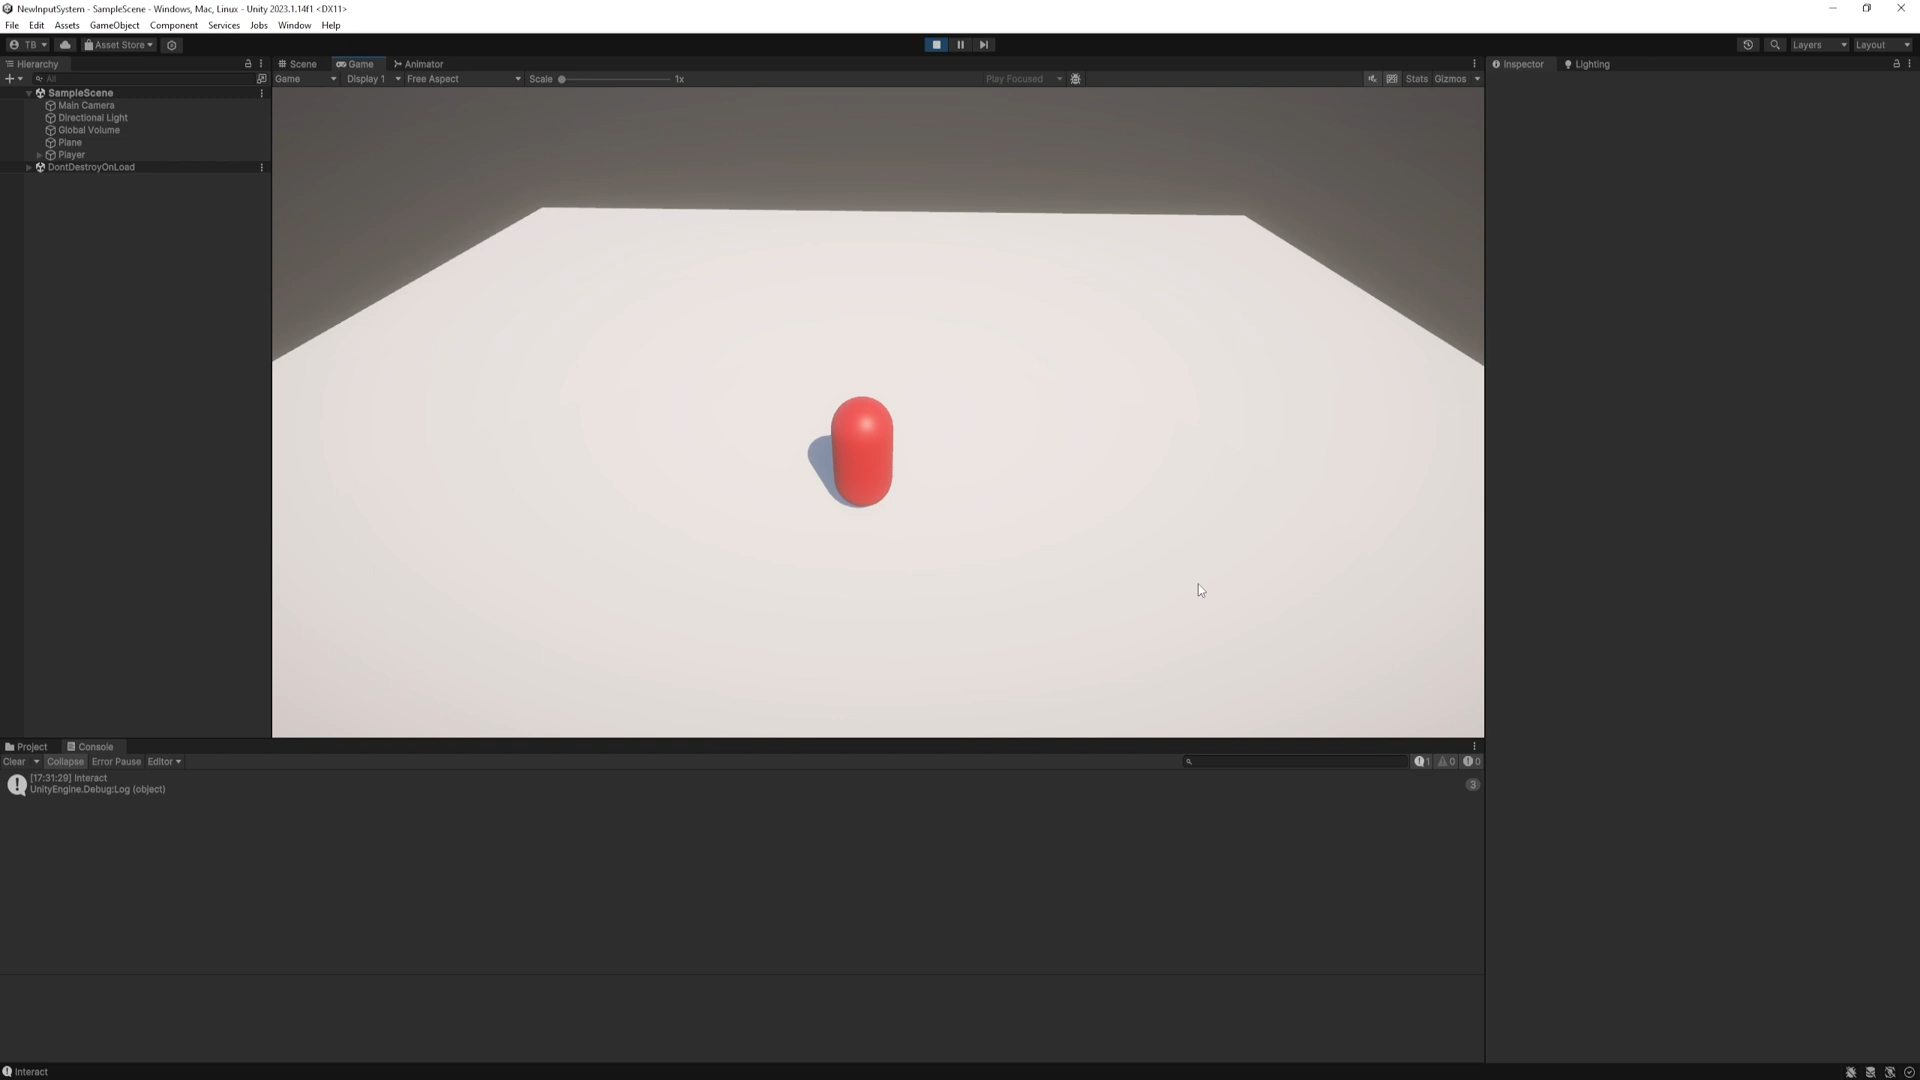 NewInputSystem - SampleScene - Windows, Mac, Linux - Unity 2023.1.14f1 <DX11>
File Edit Assets GameObject Component Services Jobs Window Help
TB Asset Store Layers Layout
Hierarchy
All
SampleScene
Main Camera
Directional Light
Global Volume
Plane
Player
DontDestroyOnLoad
Scene Game Animator
Game Display 1 Free Aspect Scale 1x Play Focused Stats Gizmos
Inspector Lighting
Project Console
Clear Collapse Error Pause Editor 1 0 0
[17:31:29] Interact
UnityEngine.Debug:Log (object)
3
Interact